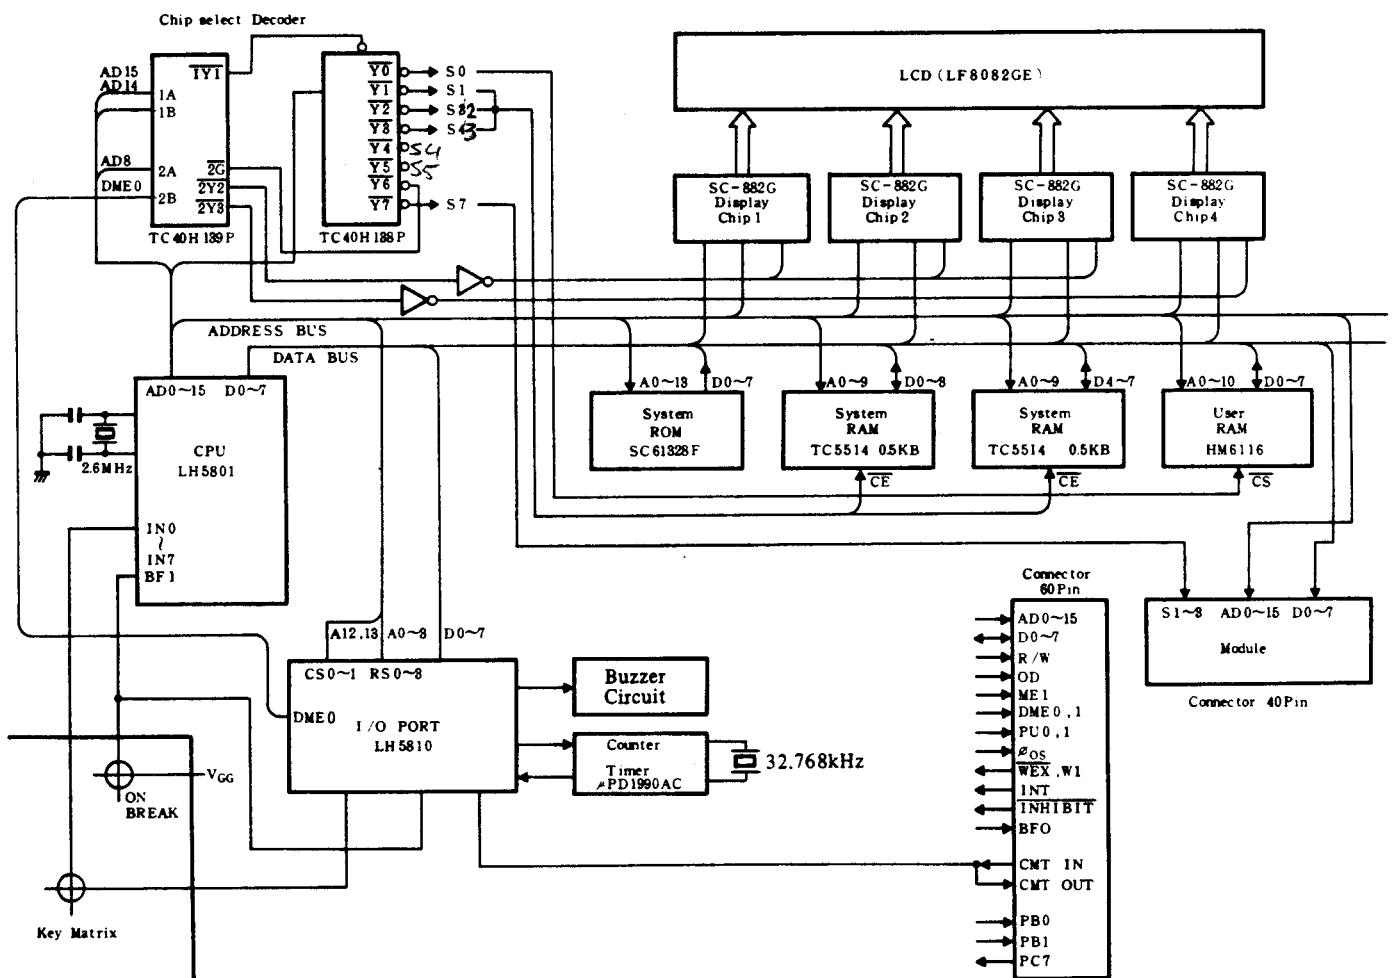 Chip select Decoder
AD15
AD14
1A
1B
AD8
2A
DME0
2B
1Y1
2G
2Y2
2Y3
TC40H139P
Y0
Y1
Y2
Y3
Y4
Y5
Y6
Y7
TC40H138P
S0
S1
S2
S3
S4
S5
S7
LCD (LF8082GE)
SC-882G
Display
Chip 1
SC-882G
Display
Chip 2
SC-882G
Display
Chip 3
SC-882G
Display
Chip 4
ADDRESS BUS
DATA BUS
AD0~15 D0~7
CPU
LH5801
2.6MHz
IN0
~
IN7
BF1
A0~13 D0~7
System
ROM
SC61328F
A0~9 D0~3
System
RAM
TC5514 0.5KB
CE
A0~9 D4~7
System
RAM
TC5514 0.5KB
CE
A0~10 D0~7
User
RAM
HM6116
CS
A12,13 A0~3 D0~7
CS0~1 RS0~3
DME0
I/O PORT
LH5810
Buzzer
Circuit
Counter
Timer
μPD1990AC
32.768kHz
VGG
ON
BREAK
Key Matrix
Connector
60Pin
AD0~15
D0~7
R/W
OD
ME1
DME0,1
PU0,1
ØOS
WEX,W1
INT
INHIBIT
BFO
CMT IN
CMT OUT
PB0
PB1
PC7
S1~3 AD0~15 D0~7
Module
Connector 40Pin